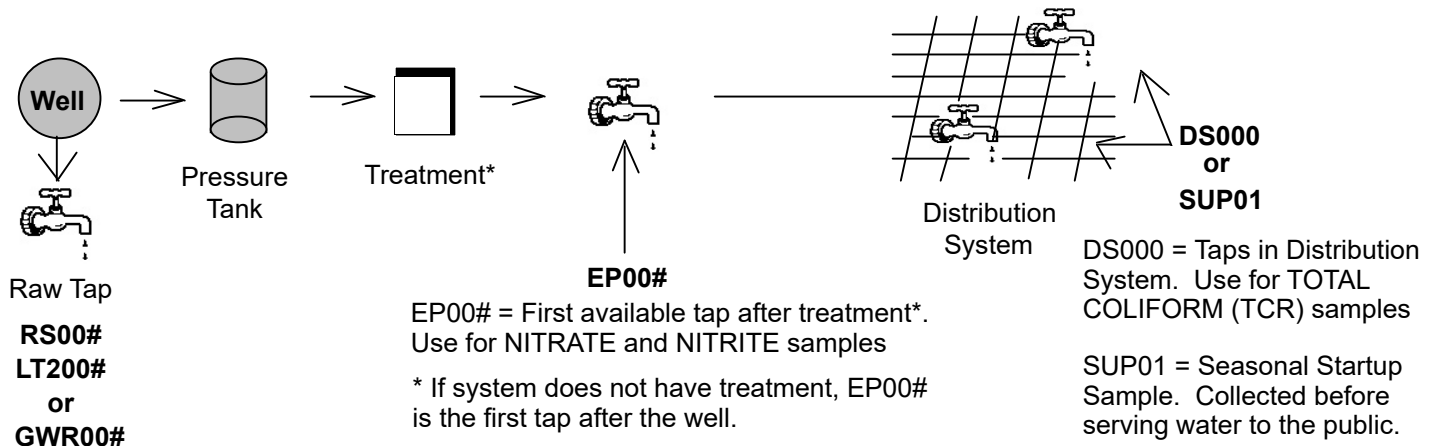 Well
Pressure
Tank
Treatment*
Raw Tap
RS00#
LT200#
or
GWR00#
EP00#
EP00# = First available tap after treatment*.
Use for NITRATE and NITRITE samples
* If system does not have treatment, EP00#
is the first tap after the well.
Distribution
System
DS000
or
SUP01
DS000 = Taps in Distribution
System. Use for TOTAL
COLIFORM (TCR) samples
SUP01 = Seasonal Startup
Sample. Collected before
serving water to the public.